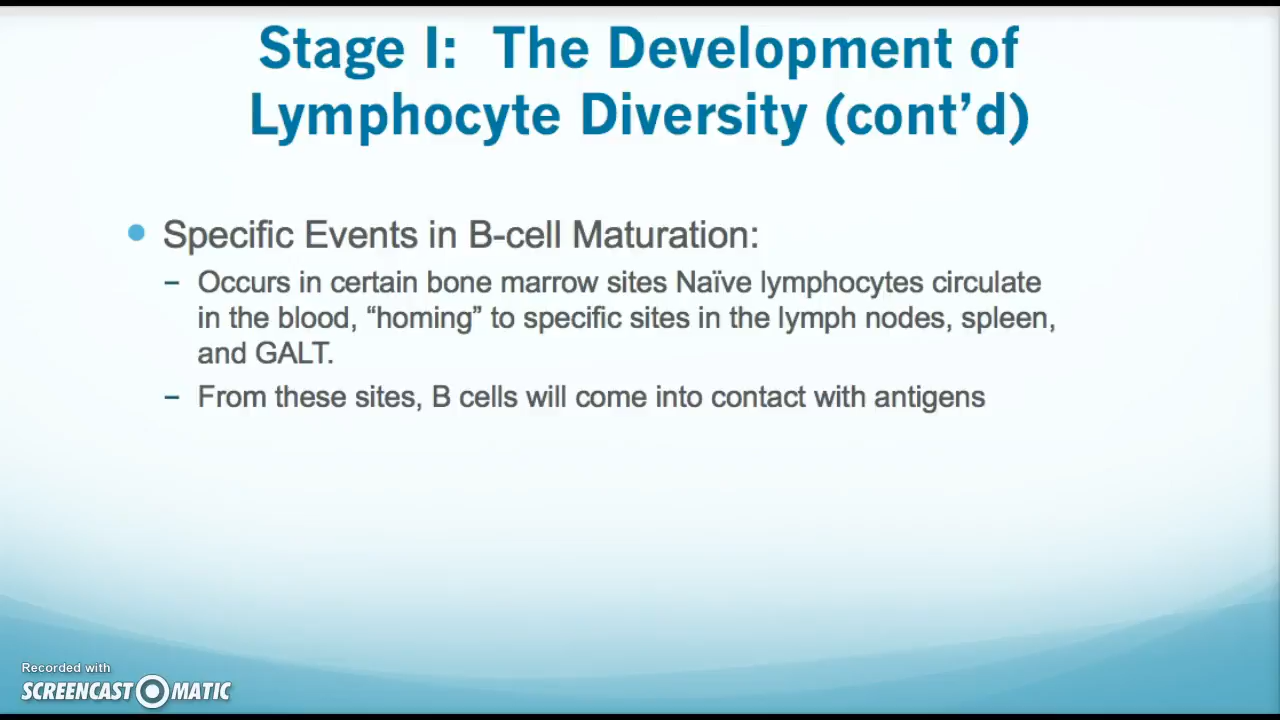 Stage I:  The Development of
Lymphocyte Diversity (cont’d)
• Specific Events in B-cell Maturation:
– Occurs in certain bone marrow sites Naïve lymphocytes circulate
in the blood, “homing” to specific sites in the lymph nodes, spleen,
and GALT.
– From these sites, B cells will come into contact with antigens
Recorded with
SCREENCAST MATIC